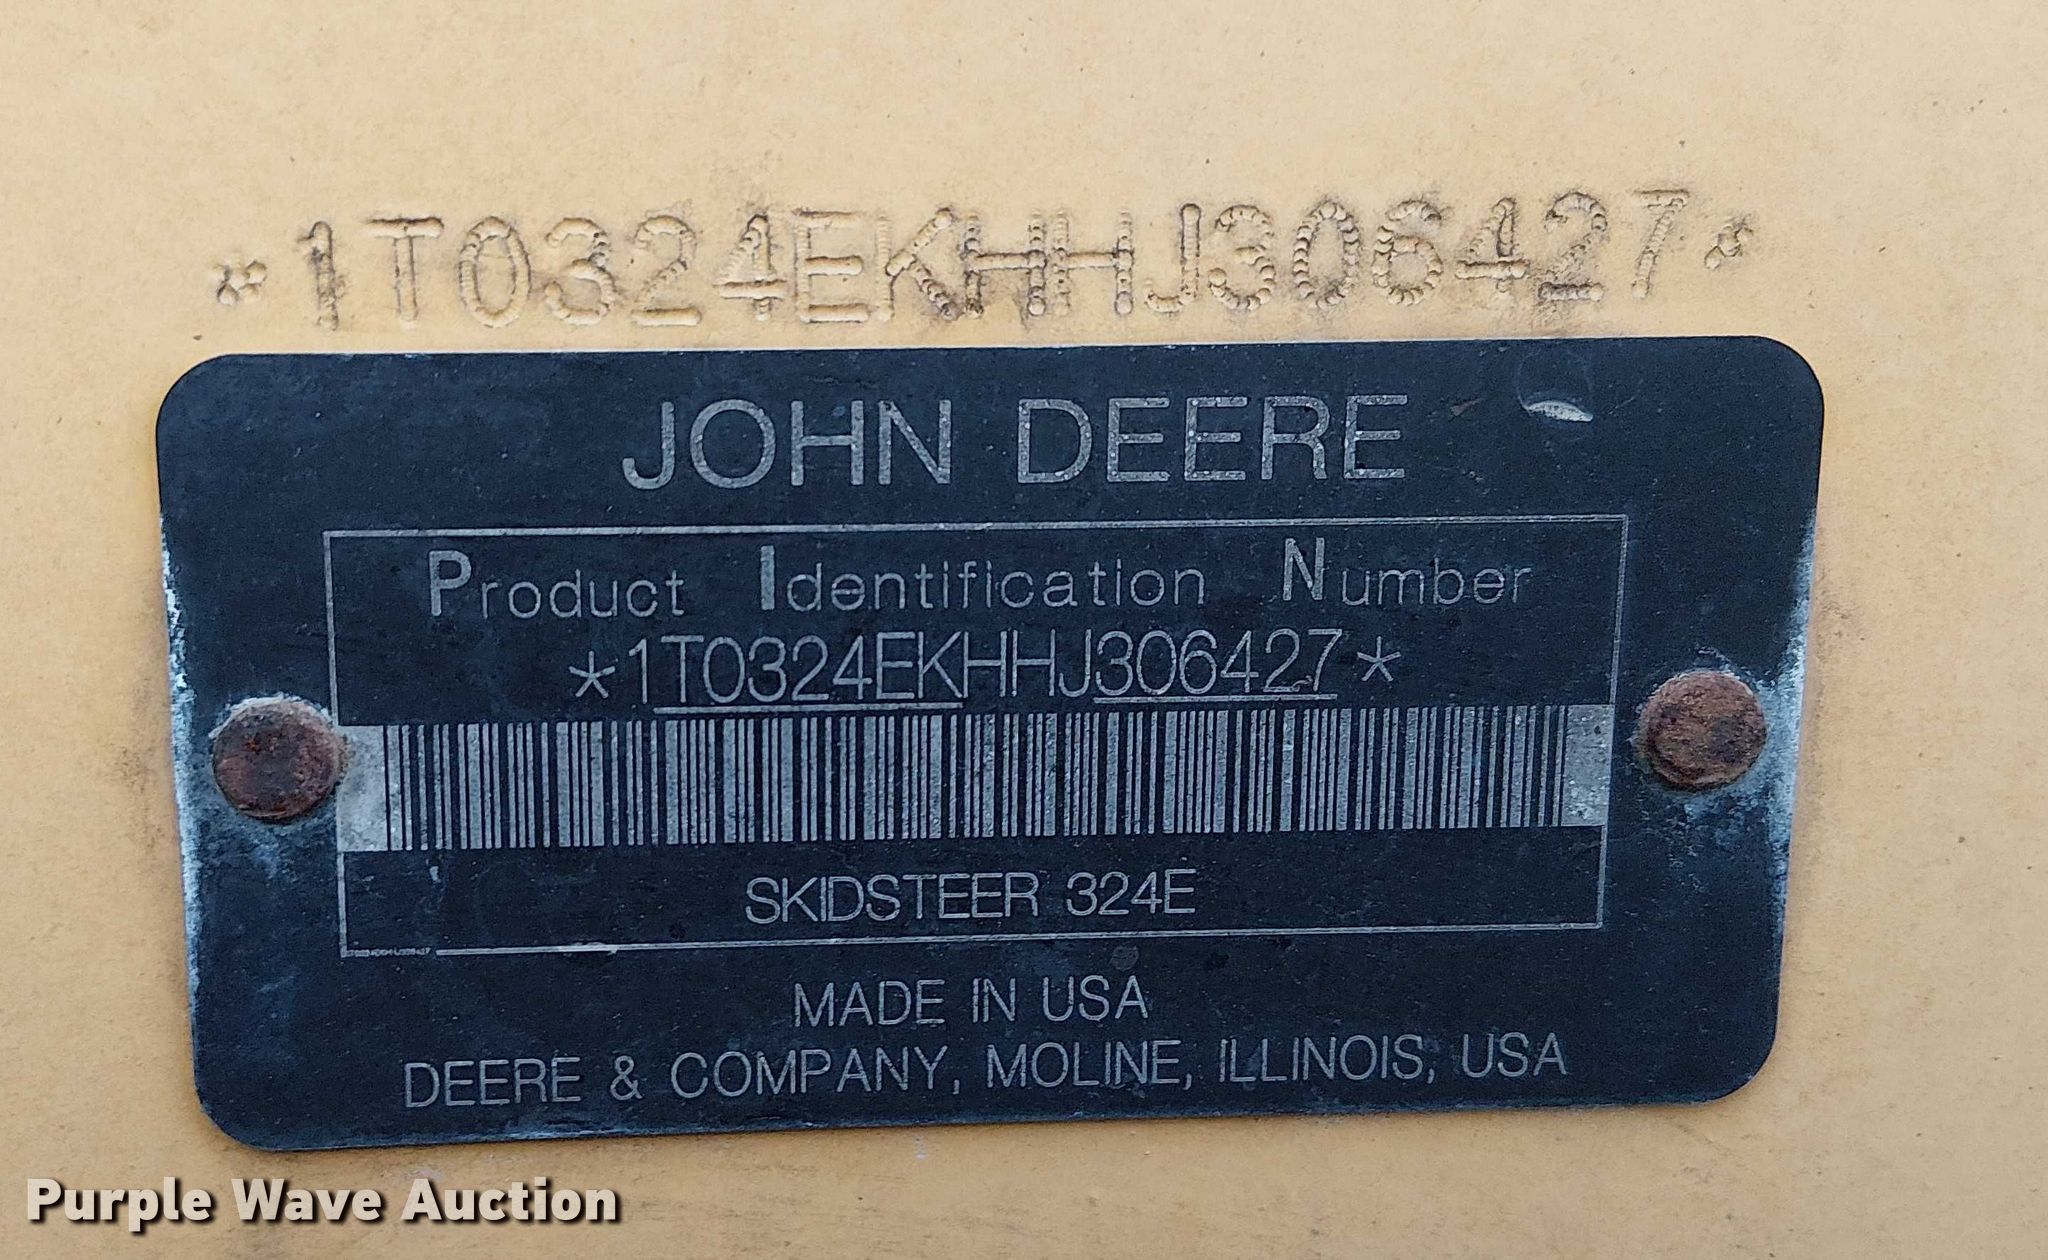 *1T0324EKHHJ306427*
JOHN DEERE
Product Identification Number
*1T0324EKHHJ306427*
SKIDSTEER 324E
1T0324EKHHJ306427
MADE IN USA
DEERE & COMPANY, MOLINE, ILLINOIS, USA
Purple Wave Auction